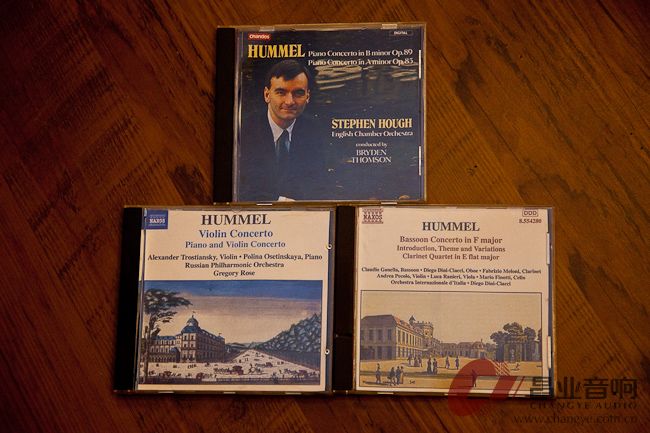 Chandos
DIGITAL
HUMMEL
Piano Concerto in B minor Op.89
Piano Concerto in A minor Op.85
STEPHEN HOUGH
English Chamber Orchestra
conducted by
BRYDEN
THOMSON
NAXOS
HUMMEL
Violin Concerto
Piano and Violin Concerto
Alexander Trostiansky, Violin • Polina Osetinskaya, Piano
Russian Philharmonic Orchestra
Gregory Rose
NAXOS
DDD
8.554280
HUMMEL
Bassoon Concerto in F major
Introduction, Theme and Variations
Clarinet Quartet in E flat major
Claudio Gonella, Bassoon • Diego Dini-Ciacci, Oboe • Fabrizio Meloni, Clarinet
Andrea Pecolo, Violin • Luca Ranieri, Viola • Mario Finotti, Cello
Orchestra Internazionale d'Italia • Diego Dini-Ciacci
昌业音响
CHANGYE AUDIO
www.changye.com.cn